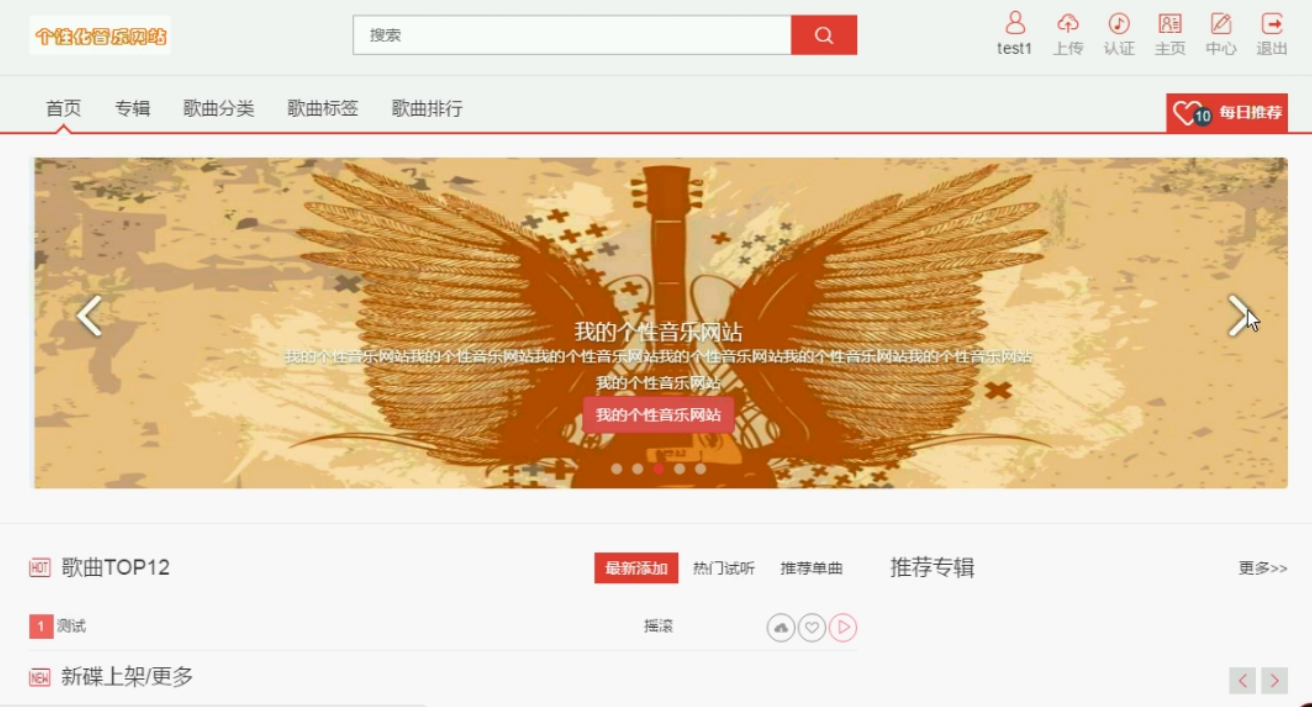 个性化音乐网站
搜索
test1 上传 认证 主页 中心 退出
首页 专辑 歌曲分类 歌曲标签 歌曲排行
10 每日推荐
我的个性音乐网站
我的个性音乐网站我的个性音乐网站我的个性音乐网站我的个性音乐网站我的个性音乐网站我的个性音乐网站
我的个性音乐网站
我的个性音乐网站
HOT 歌曲TOP12 最新添加 热门试听 推荐单曲 推荐专辑 更多>>
1 测试 摇滚
NEW 新碟上架/更多